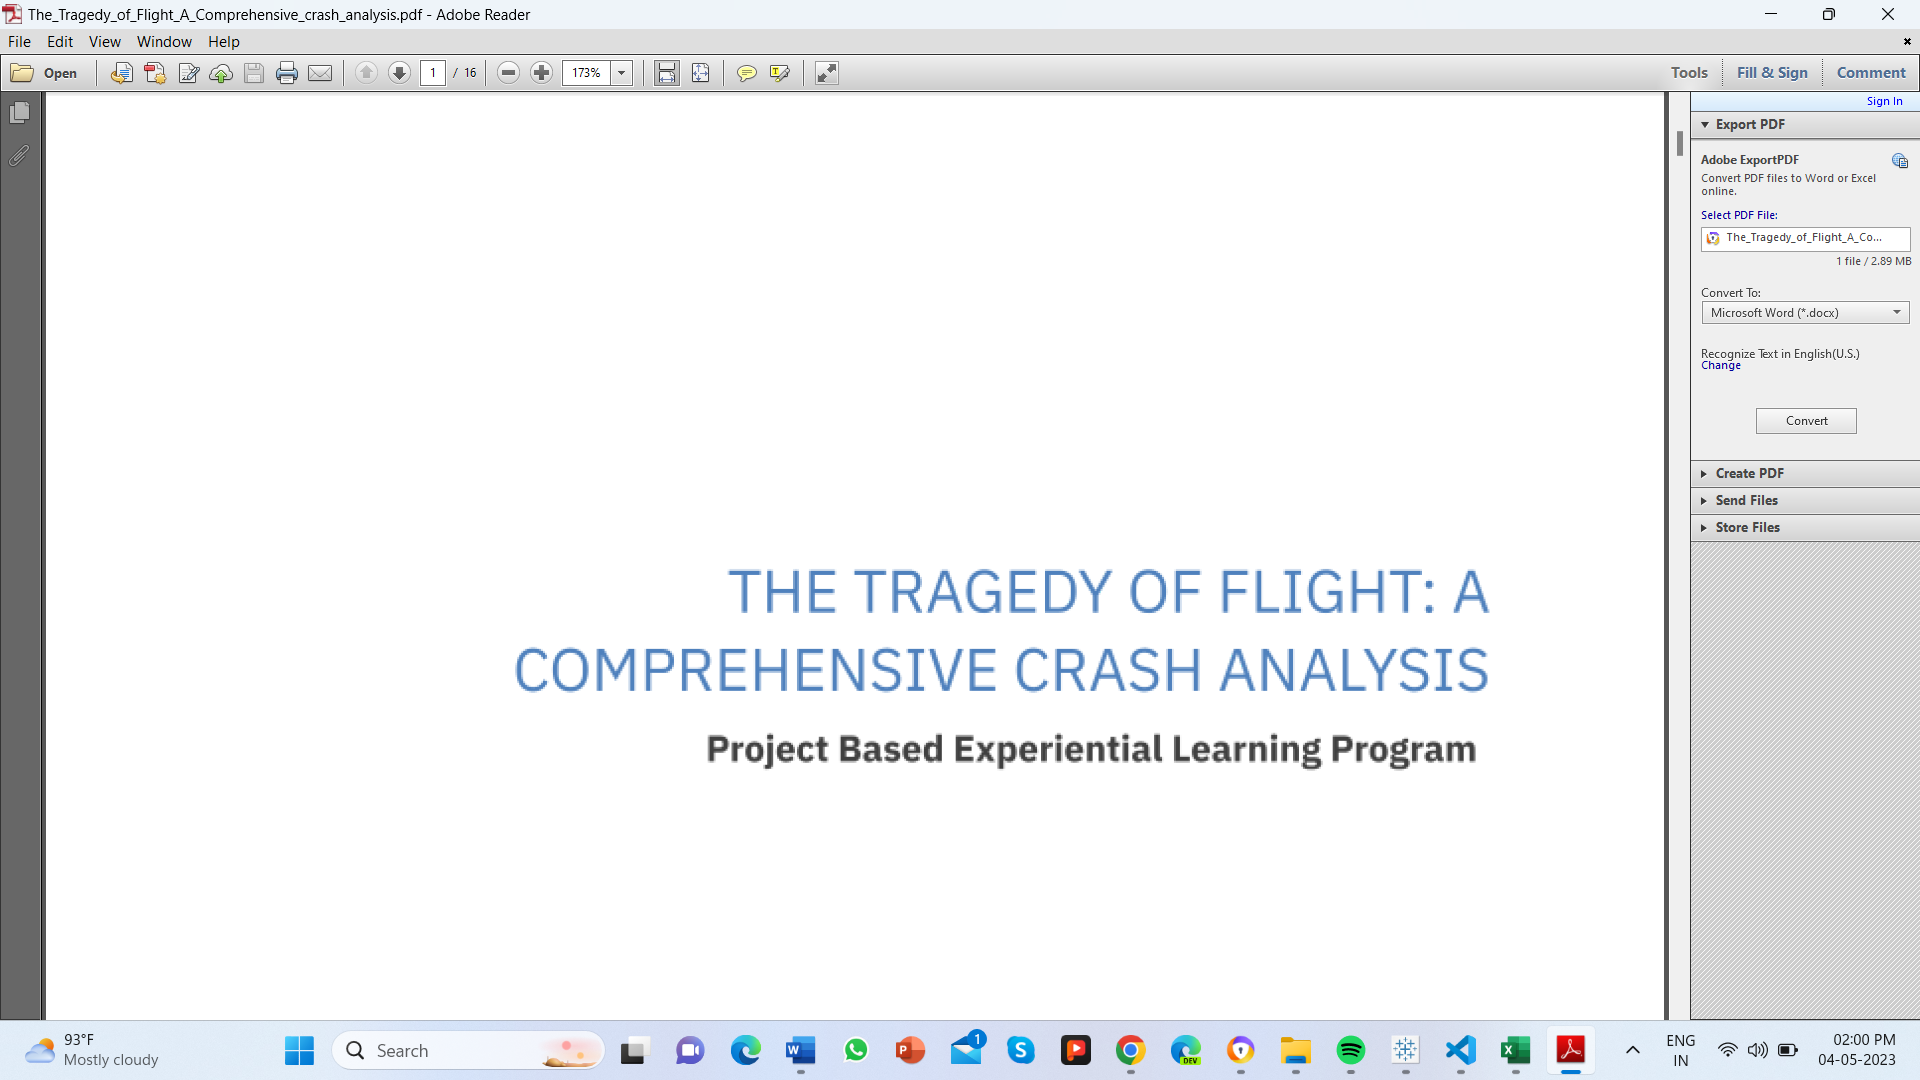 The_Tragedy_of_Flight_A_Comprehensive_crash_analysis.pdf - Adobe Reader
File Edit View Window Help
Open 1 / 16 173% Tools Fill & Sign Comment
Sign In
Export PDF
Adobe ExportPDF
Convert PDF files to Word or Excel
online.
Select PDF File:
The_Tragedy_of_Flight_A_Co...
1 file / 2.89 MB
Convert To:
Microsoft Word (*.docx)
Recognize Text in English(U.S.)
Change
Convert
Create PDF
Send Files
Store Files
THE TRAGEDY OF FLIGHT: A
COMPREHENSIVE CRASH ANALYSIS
Project Based Experiential Learning Program
93°F
Mostly cloudy
Search
1
DEV
ENG
IN
02:00 PM
04-05-2023